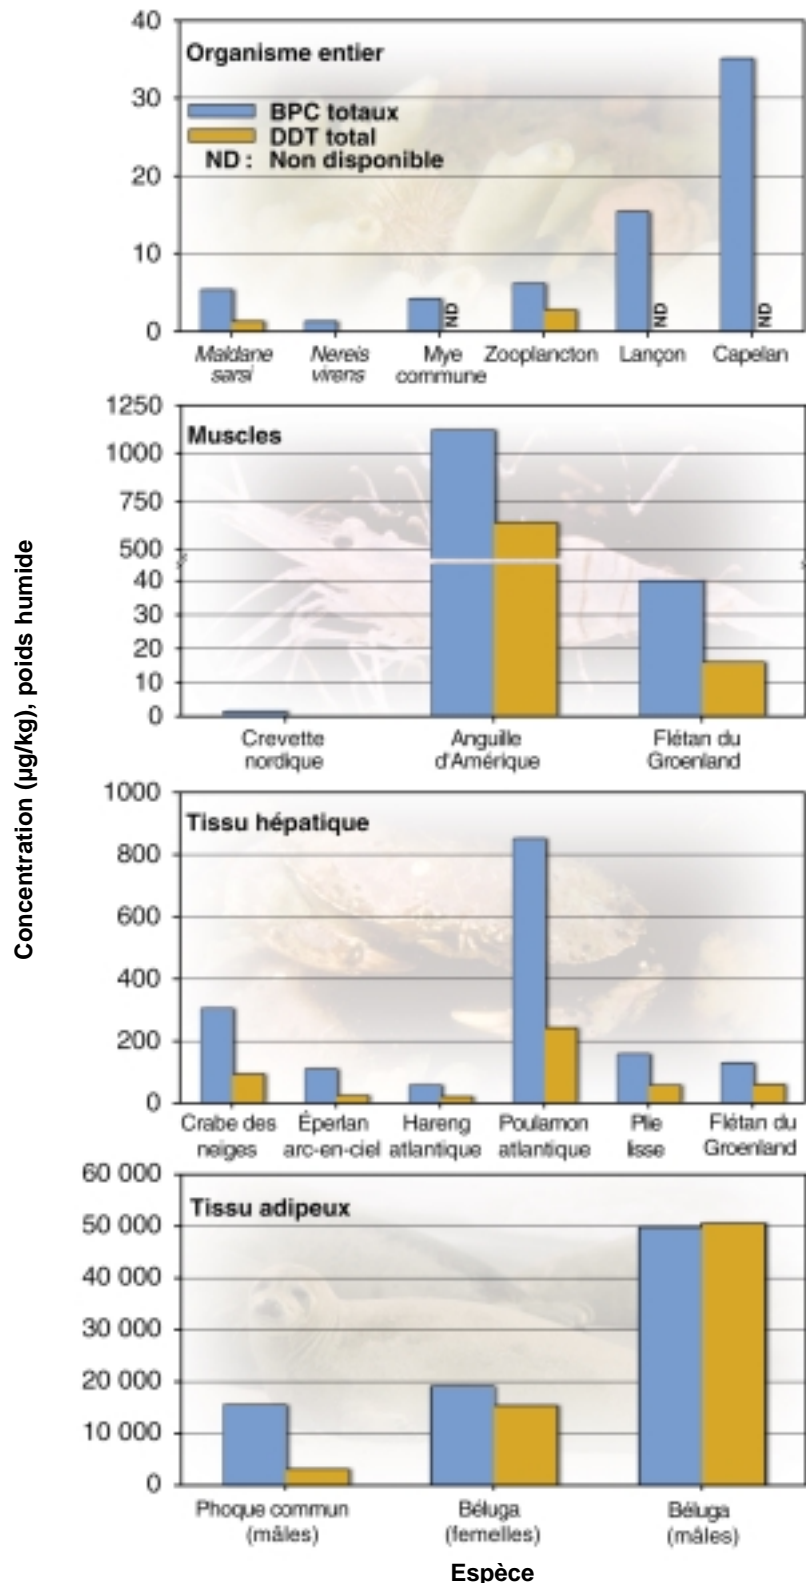 Concentration (µg/kg), poids humide
40
30
20
10
0
Organisme entier
BPC totaux
DDT total
ND : Non disponible
ND
ND
ND
Maldane sarsi
Nereis virens
Mye commune
Zooplancton
Lançon
Capelan
1250
1000
750
500
40
30
20
10
0
Muscles
Crevette nordique
Anguille d'Amérique
Flétan du Groenland
1000
800
600
400
200
0
Tissu hépatique
Crabe des neiges
Éperlan arc-en-ciel
Hareng atlantique
Poulamon atlantique
Plie lisse
Flétan du Groenland
60 000
50 000
40 000
30 000
20 000
10 000
0
Tissu adipeux
Phoque commun (mâles)
Béluga (femelles)
Béluga (mâles)
Espèce